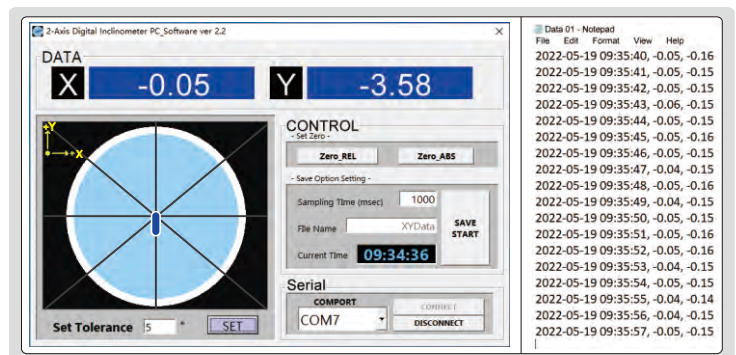 2-Axis Digital Inclinometer PC_Software ver 2.2
DATA
X -0.05 Y -3.58
+Y
+X
CONTROL
- Set Zero -
Zero_REL Zero_ABS
- Save Option Setting -
Sampling Time (msec) 1000
File Name XYData
SAVE START
Current Time 09:34:36
Serial
COMPORT
COM7
CONNECT
DISCONNECT
Set Tolerance 5 ° SET
Data 01 - Notepad
File Edit Format View Help
2022-05-19 09:35:40, -0.05, -0.16
2022-05-19 09:35:41, -0.05, -0.15
2022-05-19 09:35:42, -0.05, -0.15
2022-05-19 09:35:43, -0.06, -0.15
2022-05-19 09:35:44, -0.05, -0.15
2022-05-19 09:35:45, -0.05, -0.16
2022-05-19 09:35:46, -0.05, -0.15
2022-05-19 09:35:47, -0.04, -0.15
2022-05-19 09:35:48, -0.05, -0.16
2022-05-19 09:35:49, -0.04, -0.15
2022-05-19 09:35:50, -0.05, -0.15
2022-05-19 09:35:51, -0.05, -0.16
2022-05-19 09:35:52, -0.05, -0.16
2022-05-19 09:35:53, -0.04, -0.15
2022-05-19 09:35:54, -0.05, -0.15
2022-05-19 09:35:55, -0.04, -0.14
2022-05-19 09:35:56, -0.04, -0.15
2022-05-19 09:35:57, -0.05, -0.15